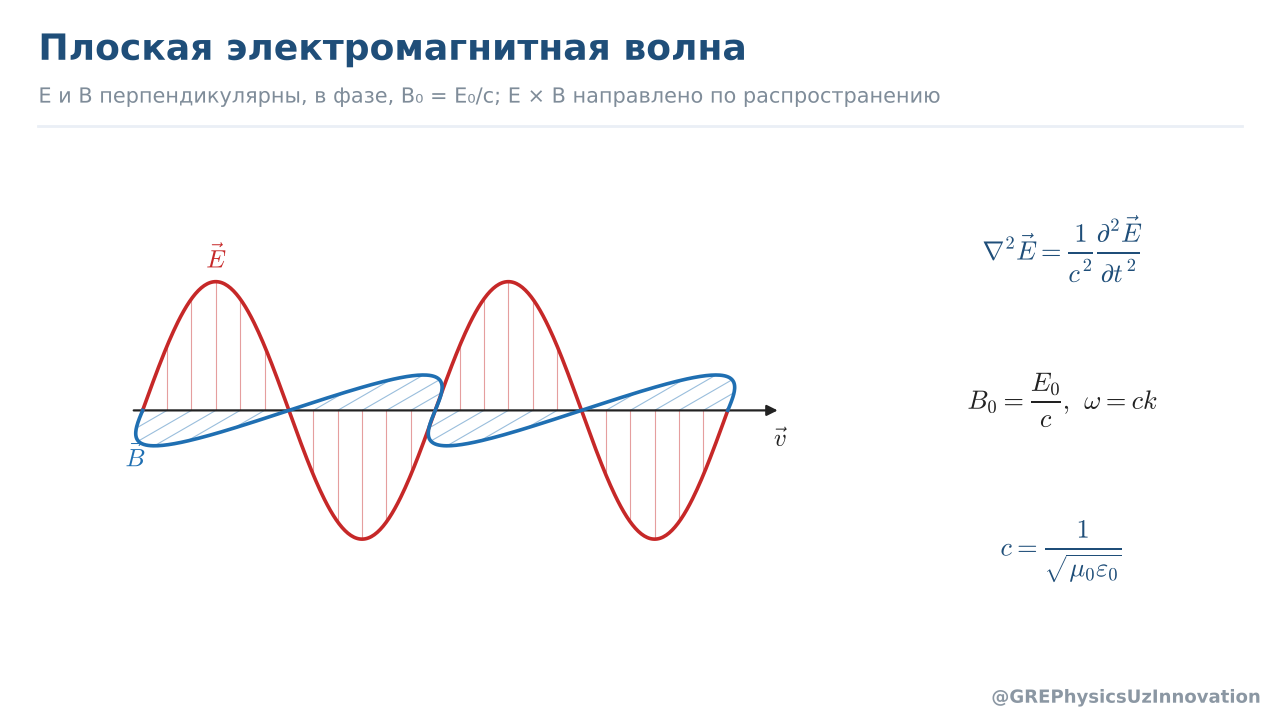 Плоская электромагнитная волна
E и B перпендикулярны, в фазе, B₀ = E₀/c; E × B направлено по распространению
E⃗
B⃗
v⃗
∇²E⃗ = 1/c² ∂²E⃗/∂t²
B₀ = E₀/c, ω = ck
c = 1/√μ₀ε₀
@GREPhysicsUzInnovation